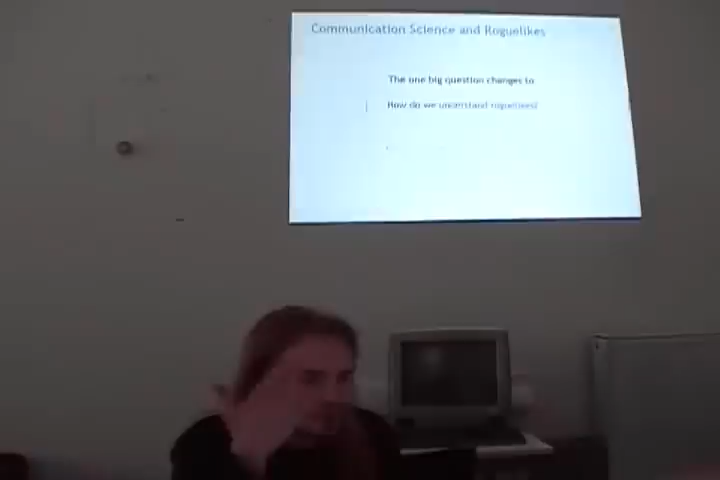 Communication Science and Roguelikes
The one big question changes to
How do we understand roguelikes?